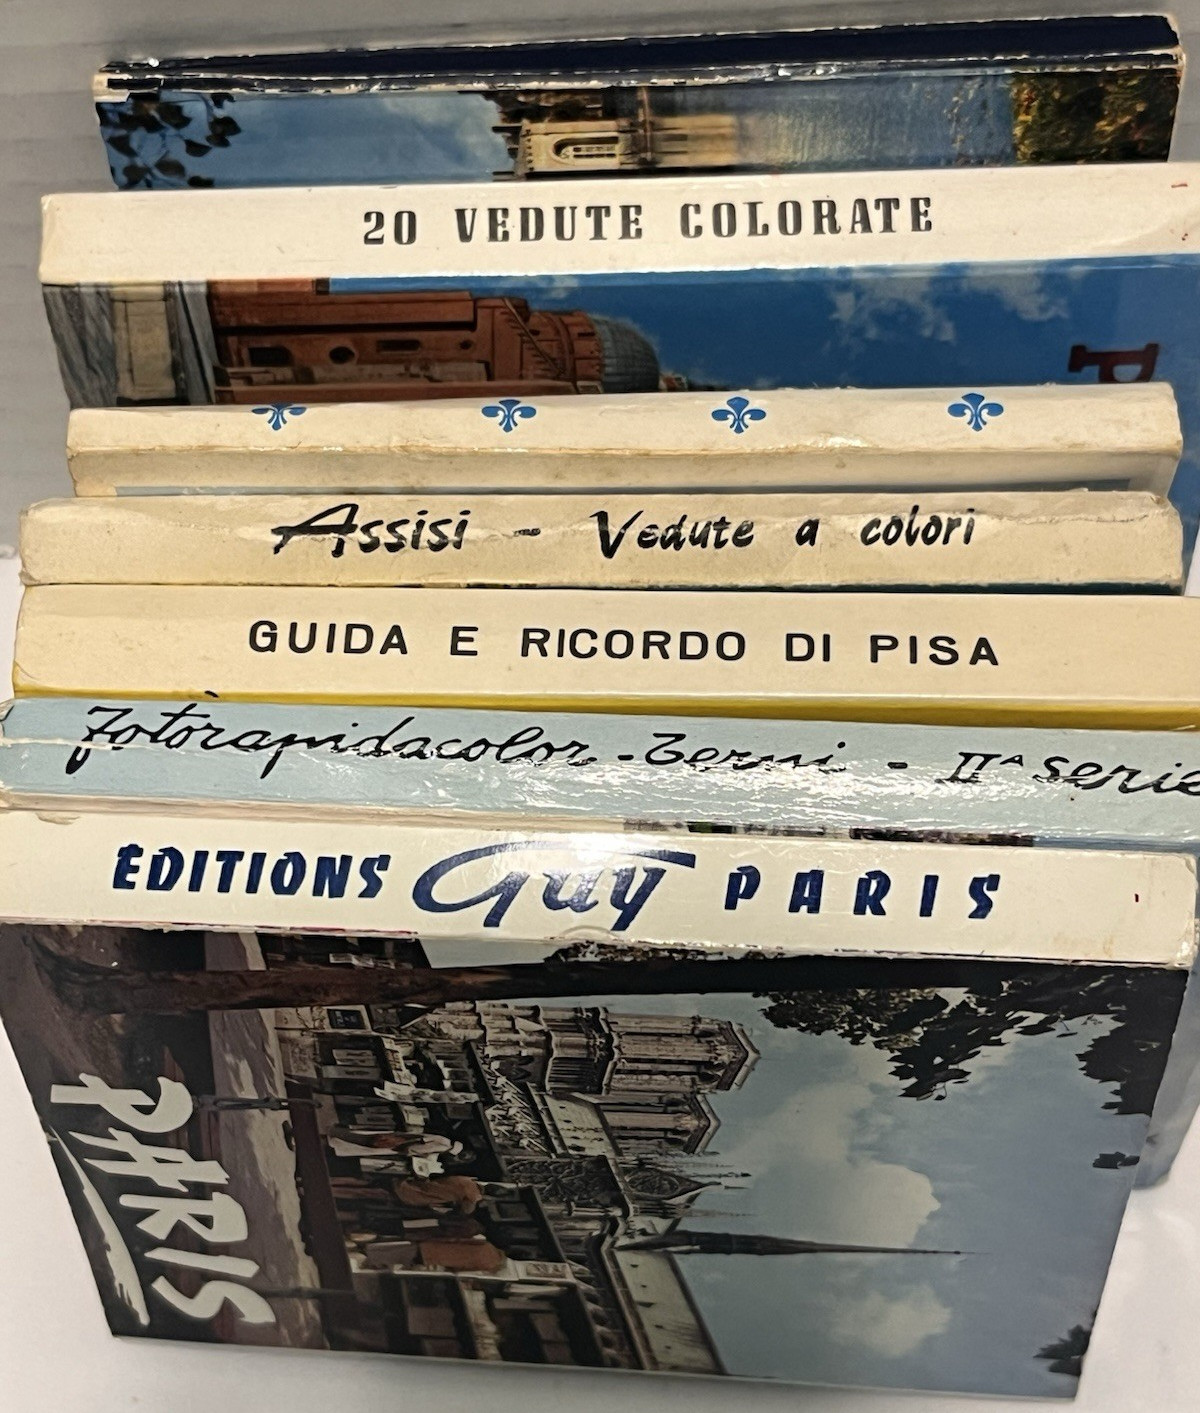 20 VEDUTE COLORATE
P
Assisi - Vedute a colori
GUIDA E RICORDO DI PISA
Fotorapidacolor - Terni - IIA serie
EDITIONS Guy PARIS
PARIS